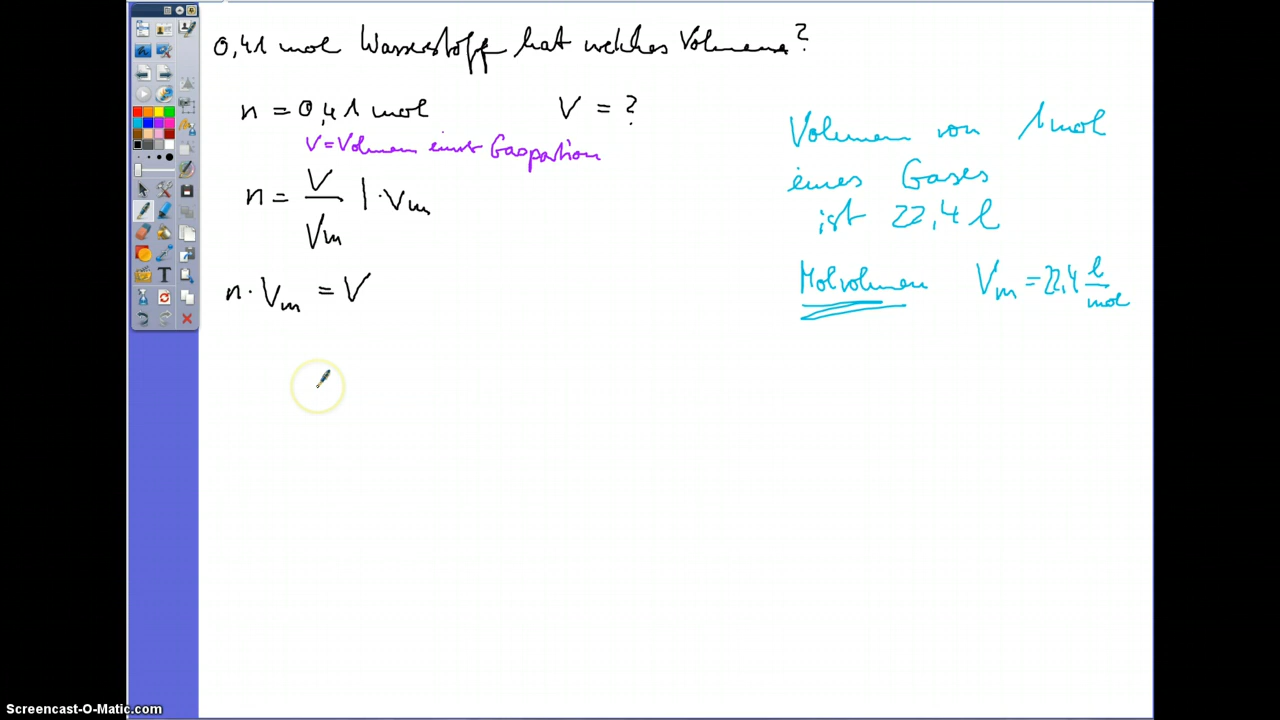 0,41 mol Wasserstoff hat welches Volumen?
n = 0,41 mol V = ?
V = Volumen einer Gasportion
n = V / Vm | · Vm
n · Vm = V
Volumen von 1 mol
eines Gases
ist 22,4 l
Molvolumen Vm = 22,4 l/mol
T
Screencast-O-Matic.com